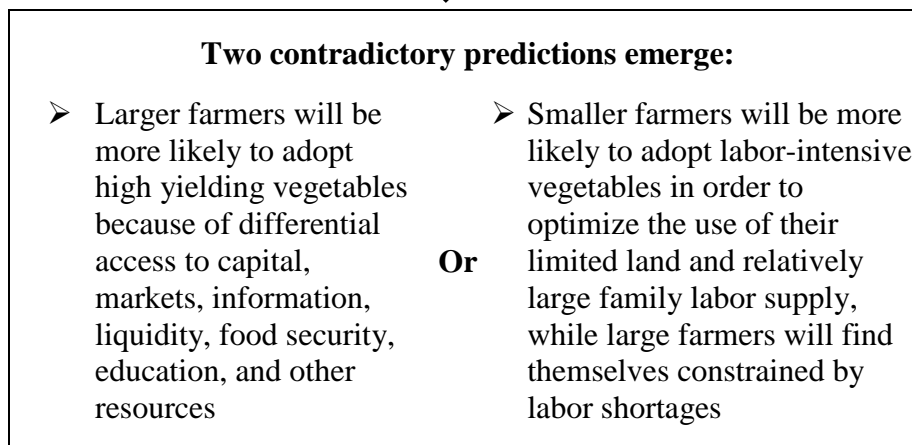 Two contradictory predictions emerge:
➢ Larger farmers will be
more likely to adopt
high yielding vegetables
because of differential
access to capital,
markets, information,
liquidity, food security,
education, and other
resources
Or
➢ Smaller farmers will be more
likely to adopt labor-intensive
vegetables in order to
optimize the use of their
limited land and relatively
large family labor supply,
while large farmers will find
themselves constrained by
labor shortages